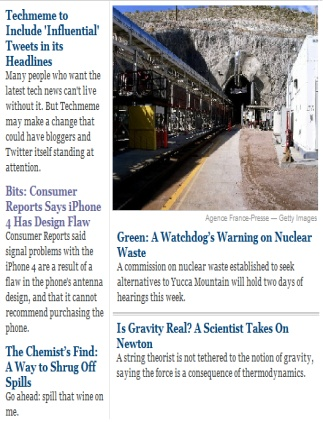 Techmeme to
Include 'Influential'
Tweets in its
Headlines
Many people who want the
latest tech news can't live
without it. But Techmeme
may make a change that
could have bloggers and
Twitter itself standing at
attention.
Bits: Consumer
Reports Says iPhone
4 Has Design Flaw
Consumer Reports said
signal problems with the
iPhone 4 are a result of a
flaw in the phone's antenna
design, and that it cannot
recommend purchasing the
phone.
The Chemist's Find:
A Way to Shrug Off
Spills
Go ahead: spill that wine on
me.
Agence France-Presse — Getty Images
Green: A Watchdog's Warning on Nuclear
Waste
A commission on nuclear waste established to seek
alternatives to Yucca Mountain will hold two days of
hearings this week.
Is Gravity Real? A Scientist Takes On
Newton
A string theorist is not tethered to the notion of gravity,
saying the force is a consequence of thermodynamics.